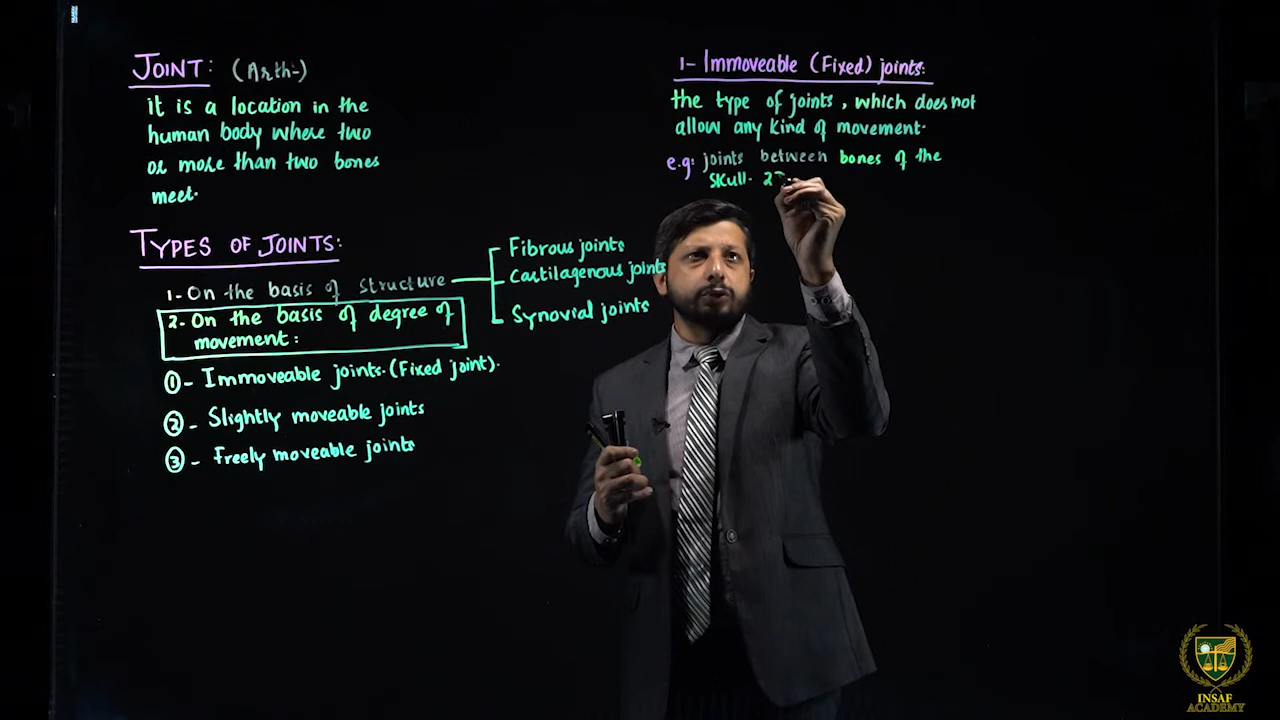 JOINT: (Arth-)
it is a location in the
human body where two
or more than two bones
meet.
TYPES OF JOINTS:
1- On the basis of structure
Fibrous joints
Cartilagenous joints
Synovial joints
2. On the basis of degree of
movement:
① - Immoveable joints. (Fixed joint).
② - Slightly moveable joints
③ - freely moveable joints
1- Immoveable (Fixed) joints:
the type of joints, which does not
allow any kind of movement.
e.g: joints between bones of the
Skull.
INSAF
ACADEMY